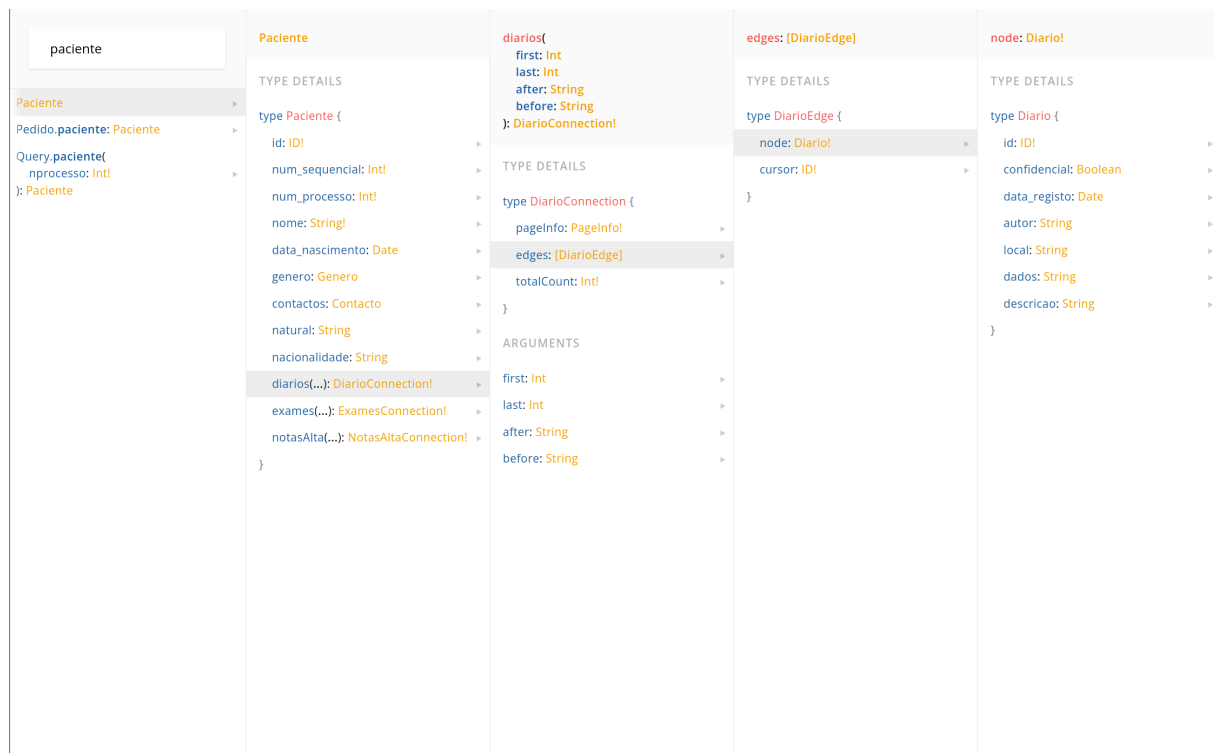 paciente
Paciente
Pedido.paciente: Paciente
Query.paciente(
nprocesso: Int!
): Paciente
Paciente
TYPE DETAILS
type Paciente {
id: ID!
num_sequencial: Int!
num_processo: Int!
nome: String!
data_nascimento: Date
genero: Genero
contactos: Contacto
natural: String
nacionalidade: String
diarios(...): DiarioConnection!
exames(...): ExamesConnection!
notasAlta(...): NotasAltaConnection!
}
diarios(
first: Int
last: Int
after: String
before: String
): DiarioConnection!
TYPE DETAILS
type DiarioConnection {
pageInfo: PageInfo!
edges: [DiarioEdge]
totalCount: Int!
}
ARGUMENTS
first: Int
last: Int
after: String
before: String
edges: [DiarioEdge]
TYPE DETAILS
type DiarioEdge {
node: Diario!
cursor: ID!
}
node: Diario!
TYPE DETAILS
type Diario {
id: ID!
confidencial: Boolean
data_registo: Date
autor: String
local: String
dados: String
descricao: String
}